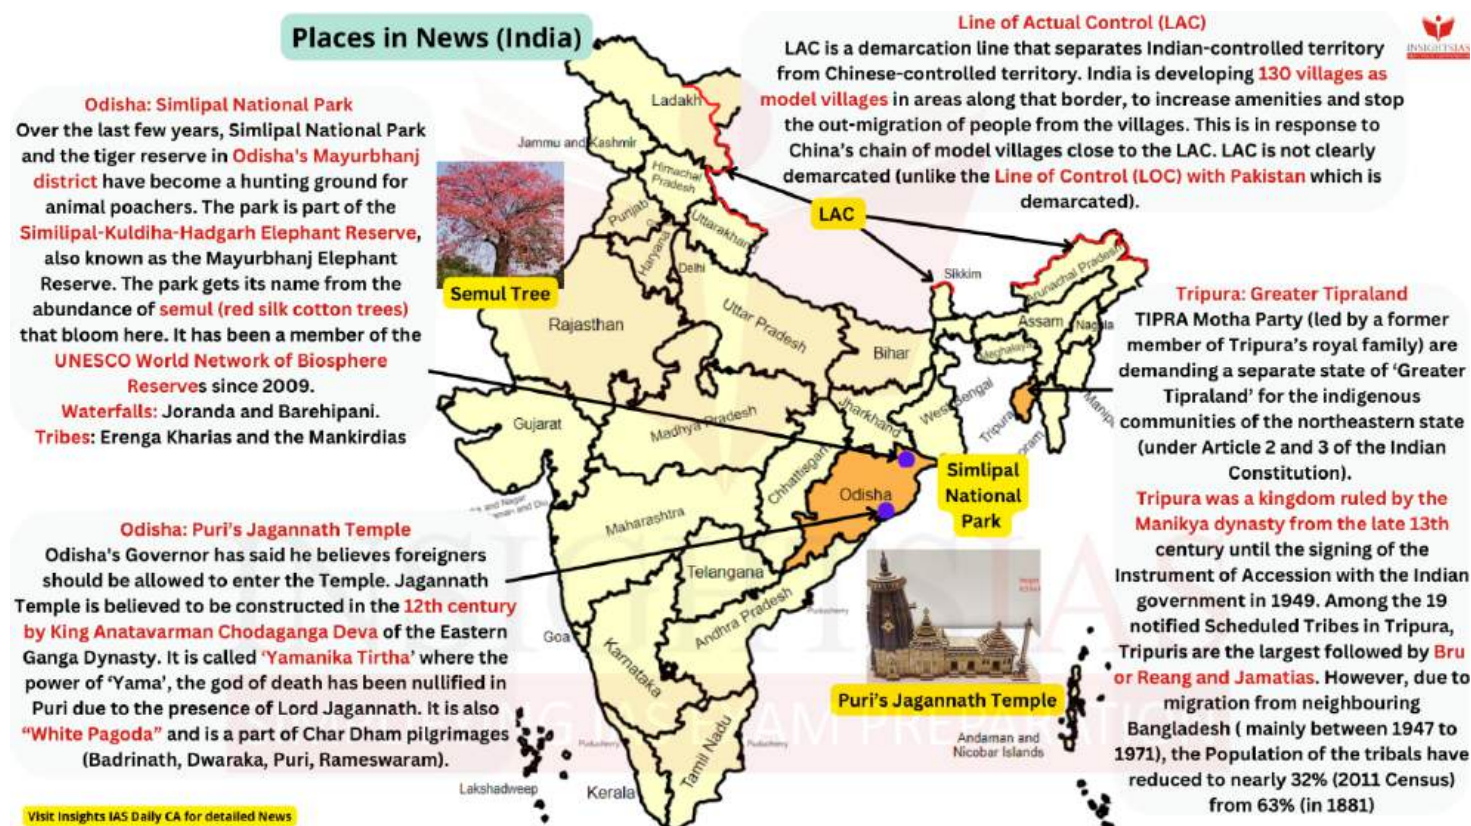 Places in News (India)
Line of Actual Control (LAC)
LAC is a demarcation line that separates Indian-controlled territory
from Chinese-controlled territory. India is developing 130 villages as
model villages in areas along that border, to increase amenities and stop
the out-migration of people from the villages. This is in response to
China's chain of model villages close to the LAC. LAC is not clearly
demarcated (unlike the Line of Control (LOC) with Pakistan which is
demarcated).
INSIGHTSIAS
Odisha: Simlipal National Park
Over the last few years, Simlipal National Park
and the tiger reserve in Odisha's Mayurbhanj
district have become a hunting ground for
animal poachers. The park is part of the
Similipal-Kuldiha-Hadgarh Elephant Reserve,
also known as the Mayurbhanj Elephant
Reserve. The park gets its name from the
abundance of semul (red silk cotton trees)
that bloom here. It has been a member of the
UNESCO World Network of Biosphere
Reserves since 2009.
Waterfalls: Joranda and Barehipani.
Tribes: Erenga Kharias and the Mankirdias
Semul Tree
Odisha: Puri's Jagannath Temple
Odisha's Governor has said he believes foreigners
should be allowed to enter the Temple. Jagannath
Temple is believed to be constructed in the 12th century
by King Anatavarman Chodaganga Deva of the Eastern
Ganga Dynasty. It is called 'Yamanika Tirtha' where the
power of 'Yama', the god of death has been nullified in
Puri due to the presence of Lord Jagannath. It is also
"White Pagoda" and is a part of Char Dham pilgrimages
(Badrinath, Dwaraka, Puri, Rameswaram).
Visit Insights IAS Daily CA for detailed News
Ladakh
Jammu and Kashmir
Himachal
Pradesh
Punjab
Uttarakhand
Haryana
Delhi
LAC
Sikkim
Arunachal Pradesh
Rajasthan
Uttar Pradesh
Bihar
Assam
Nagala
Meghalaya
Gujarat
Madhya Pradesh
Jharkhand
West Bengal
Tripura
Manip
oram
Chhattisgarh
Odisha
Simlipal
National
Park
Maharashtra
Telangana
Andhra Pradesh
Puducherry
Goa
Karnataka
Puri's Jagannath Temple
Puducherry
Puducherry
Tamil Nadu
Kerala
Lakshadweep
Andaman and
Nicobar Islands
INSIGHTSIAS
SIMPLIFYING IAS EXAM PREPARATION
Tripura: Greater Tipraland
TIPRA Motha Party (led by a former
member of Tripura's royal family) are
demanding a separate state of 'Greater
Tipraland' for the indigenous
communities of the northeastern state
(under Article 2 and 3 of the Indian
Constitution).
Tripura was a kingdom ruled by the
Manikya dynasty from the late 13th
century until the signing of the
Instrument of Accession with the Indian
government in 1949. Among the 19
notified Scheduled Tribes in Tripura,
Tripuris are the largest followed by Bru
or Reang and Jamatias. However, due to
migration from neighbouring
Bangladesh ( mainly between 1947 to
1971), the Population of the tribals have
reduced to nearly 32% (2011 Census)
from 63% (in 1881)